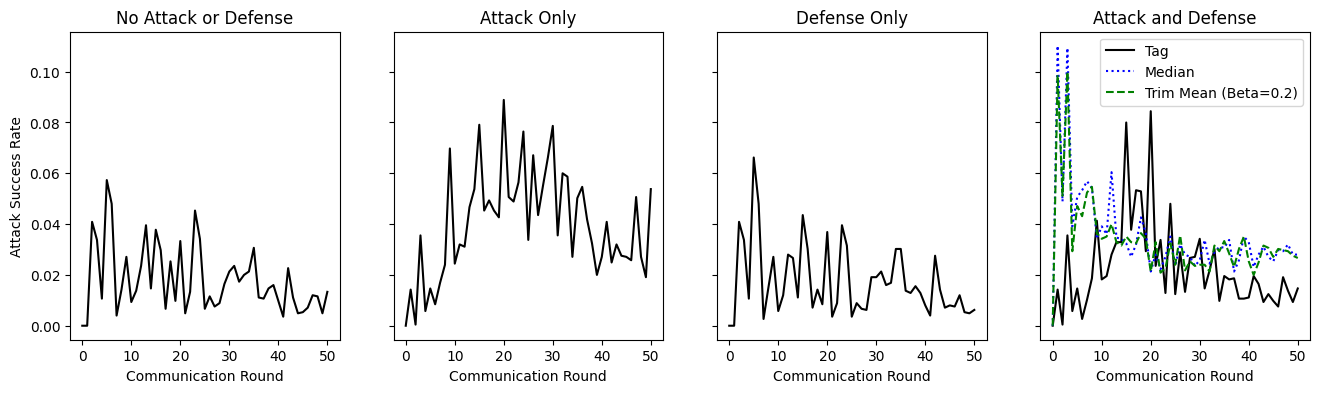 No Attack or Defense
Attack Only
Defense Only
Attack and Defense
Attack Success Rate
0.10
0.08
0.06
0.04
0.02
0.00
Tag
Median
Trim Mean (Beta=0.2)
0 10 20 30 40 50
0 10 20 30 40 50
0 10 20 30 40 50
0 10 20 30 40 50
Communication Round
Communication Round
Communication Round
Communication Round